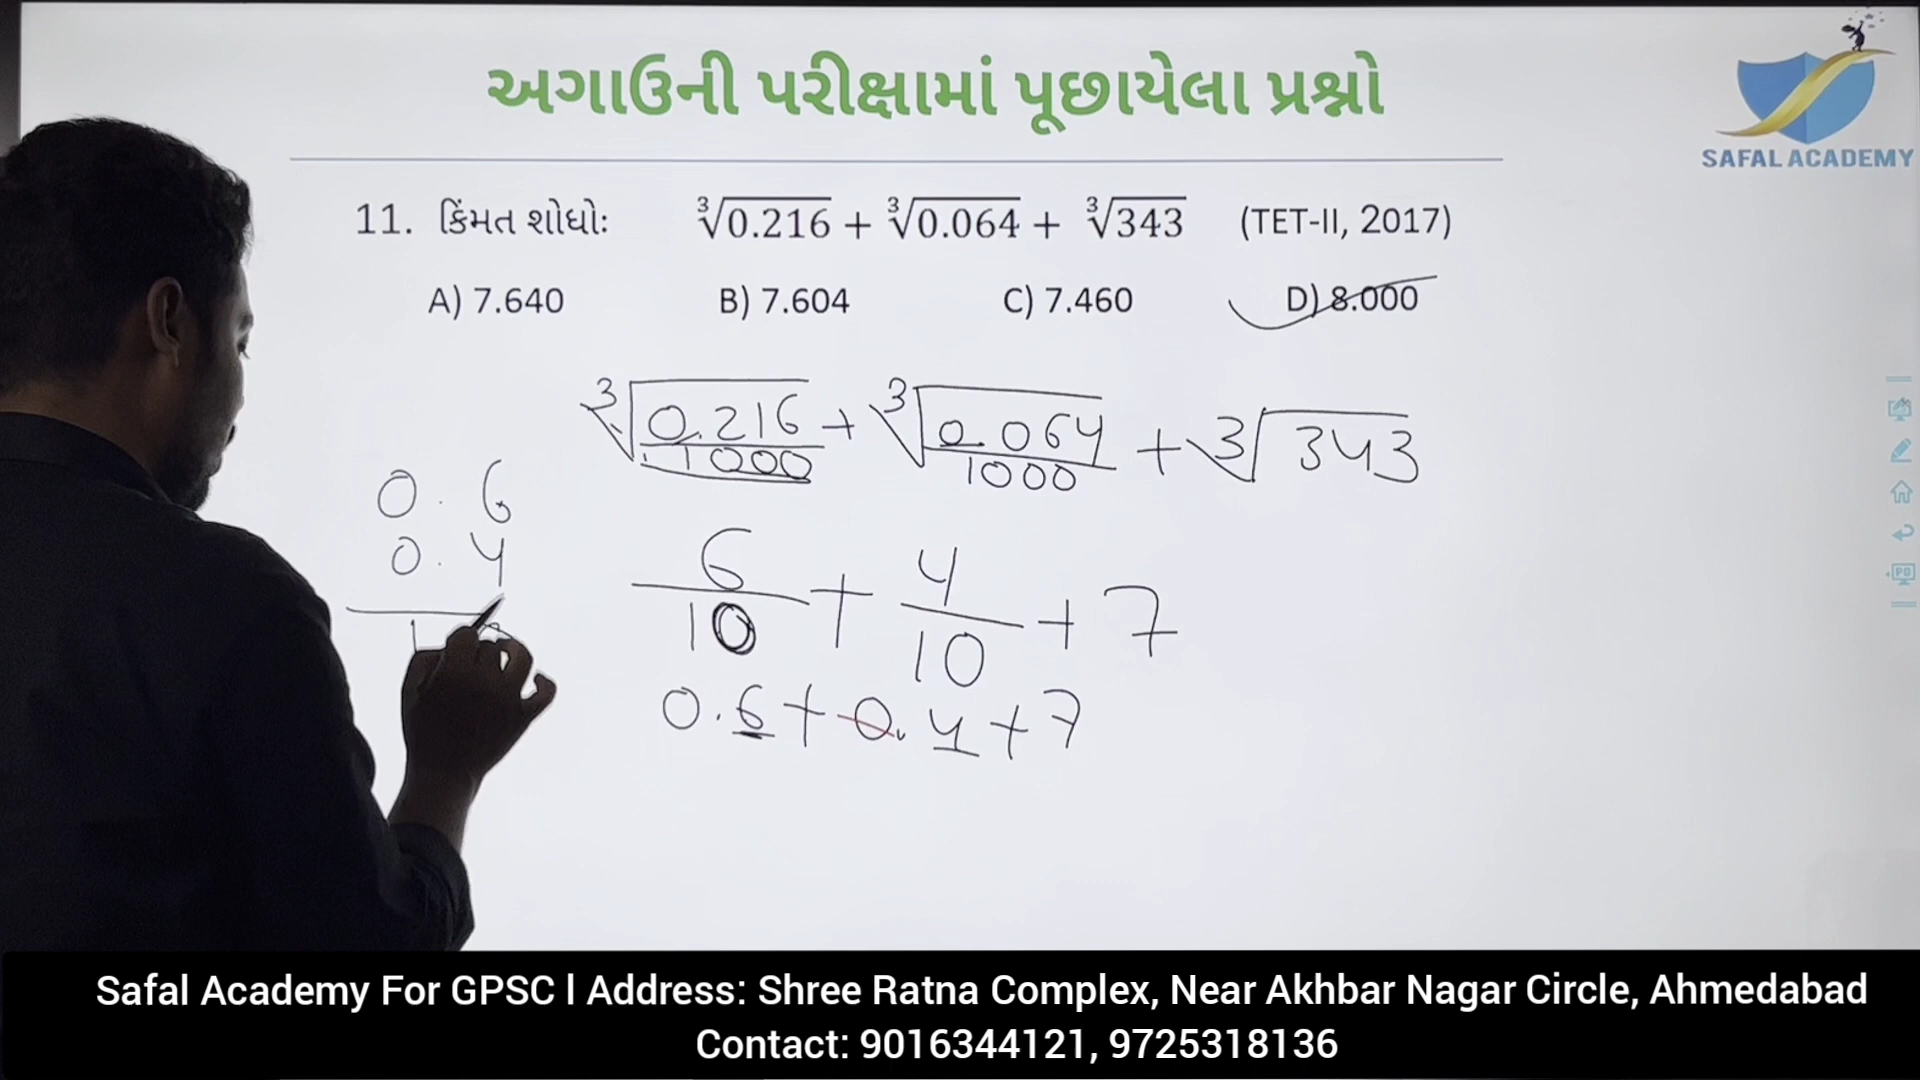 અગાઉની પરીક્ષામાં પૂછાયેલા પ્રશ્નો
SAFAL ACADEMY
11. કિંમત શોધોઃ ∛0.216 + ∛0.064 + ∛343 (TET-II, 2017)
A) 7.640 B) 7.604 C) 7.460 D) 8.000
∛(0.216/1000) + ∛(0.064/1000) + ∛343
0.6
0.4
1
6/10 + 4/10 + 7
0.6 + 0.4 + 7
PD
Safal Academy For GPSC l Address: Shree Ratna Complex, Near Akhbar Nagar Circle, Ahmedabad
Contact: 9016344121, 9725318136